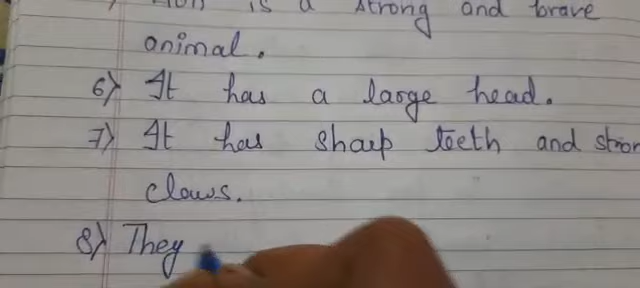 is a strong and brave
animal.
6) It has a large head.
7) It has sharp teeth and
claws.
8) They